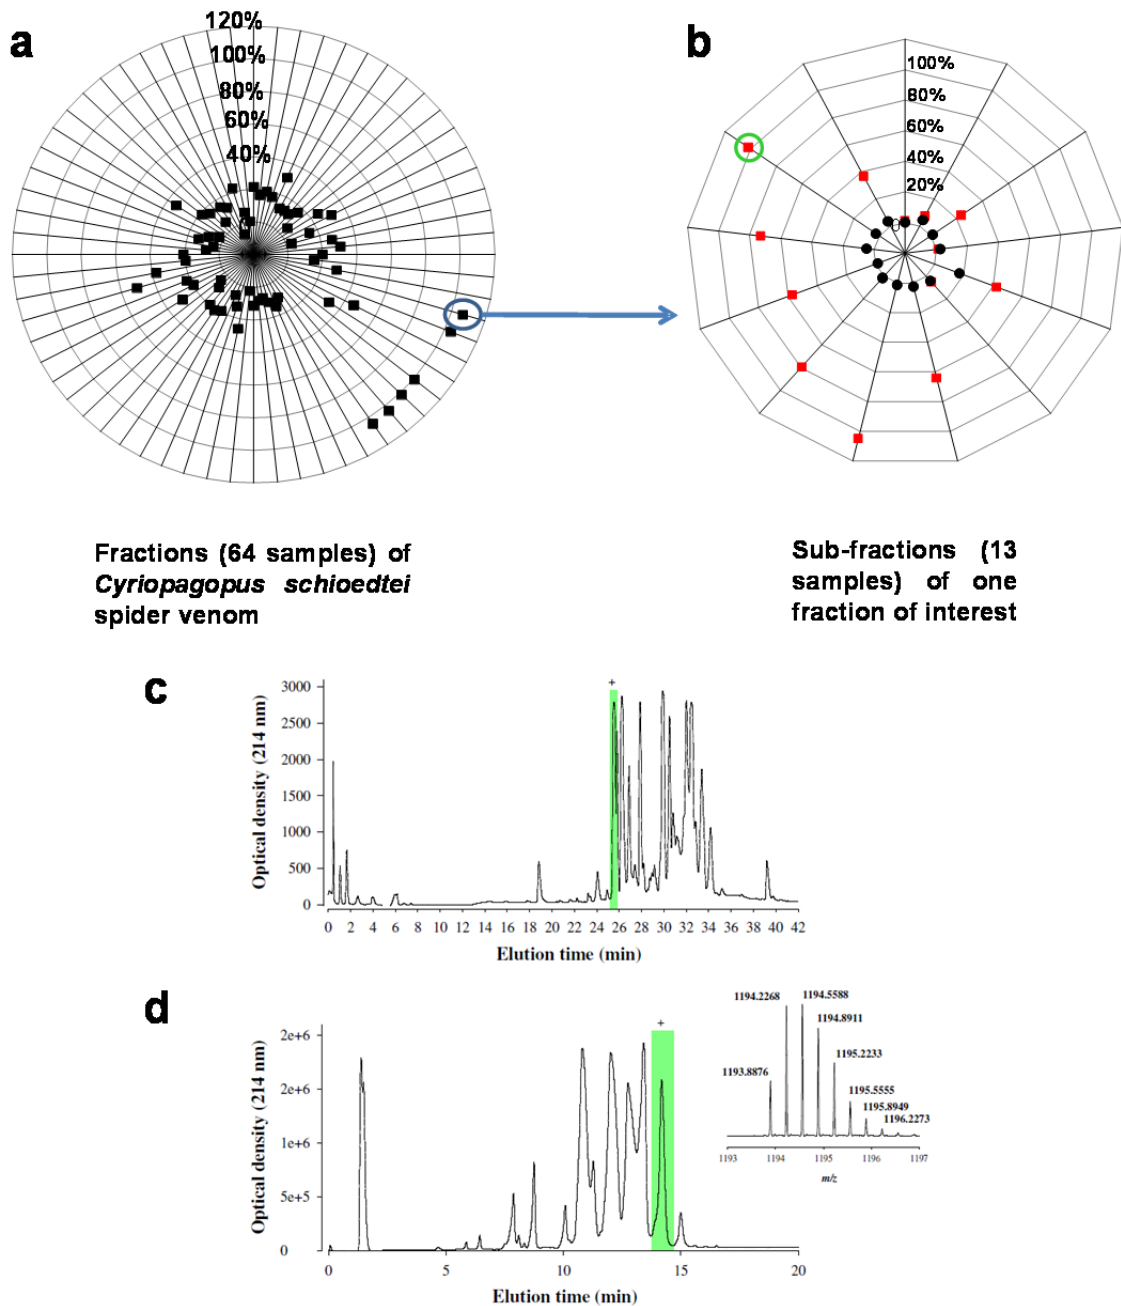 a
120%
100%
80%
60%
40%
b
100%
80%
60%
40%
20%
0
Fractions (64 samples) of
Cyriopagopus schioedtei
spider venom
Sub-fractions (13
samples) of one
fraction of interest
c
+
Optical density (214 nm)
3000
2500
2000
1500
1000
500
0
0 2 4 6 8 10 12 14 16 18 20 22 24 26 28 30 32 34 36 38 40 42
Elution time (min)
d
+
Optical density (214 nm)
2e+6
2e+6
1e+6
5e+5
0
0 5 10 15 20
Elution time (min)
1194.2268
1194.5588
1194.8911
1195.2233
1193.8876
1195.5555
1195.8949
1196.2273
1193 1194 1195 1196 1197
m/z